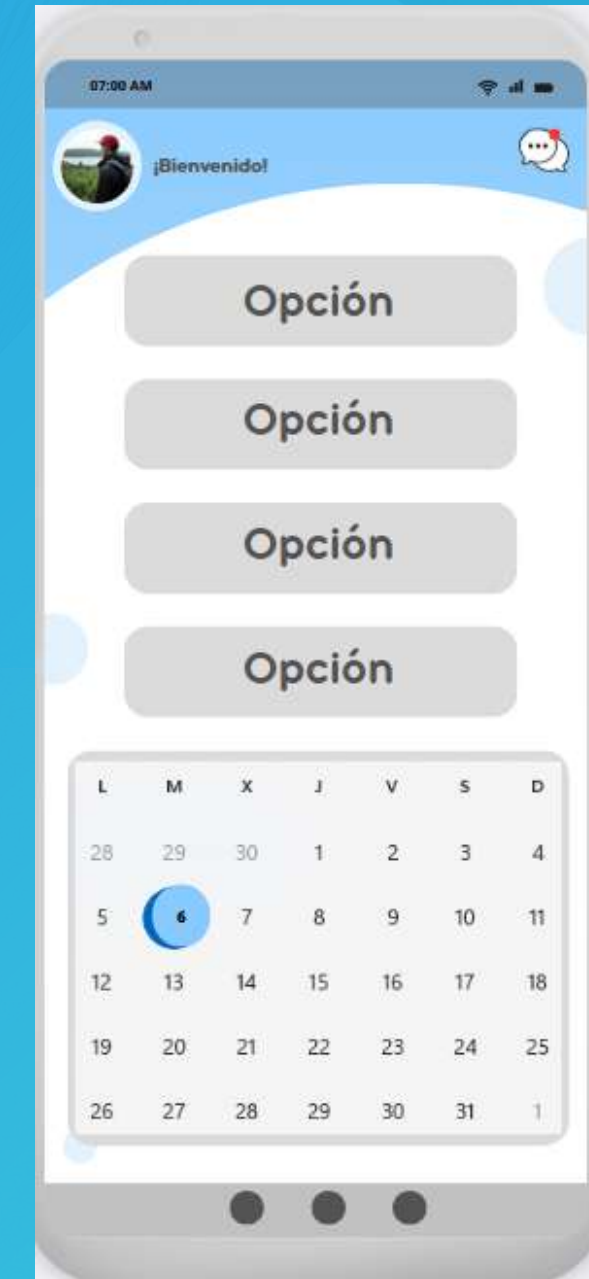 07:00 AM
¡Bienvenido!
Opción
Opción
Opción
Opción
L M X J V S D
28 29 30 1 2 3 4
5 6 7 8 9 10 11
12 13 14 15 16 17 18
19 20 21 22 23 24 25
26 27 28 29 30 31 1